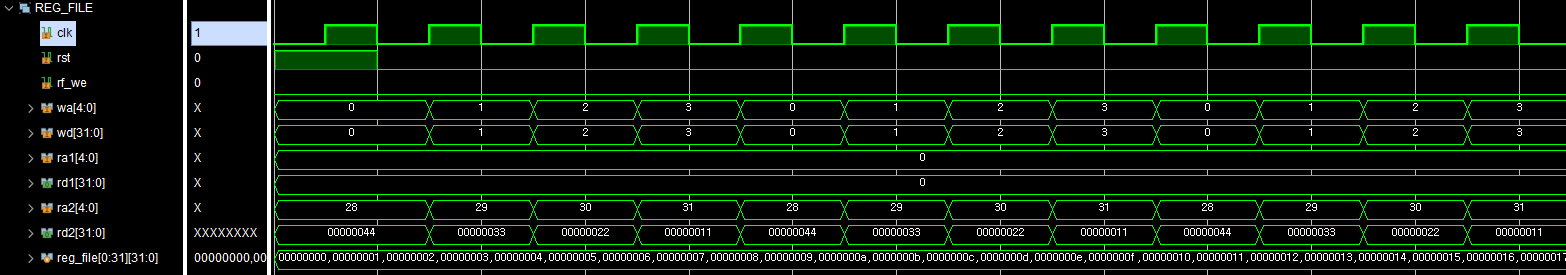 REG_FILE
clk 1
rst 0
rf_we 0
wa[4:0] X 0 1 2 3 0 1 2 3 0 1 2 3
wd[31:0] X 0 1 2 3 0 1 2 3 0 1 2 3
ra1[4:0] X 0
rd1[31:0] X 0
ra2[4:0] X 28 29 30 31 28 29 30 31 28 29 30 31
rd2[31:0] XXXXXXXX 00000044 00000033 00000022 00000011 00000044 00000033 00000022 00000011 00000044 00000033 00000022 00000011
reg_file[0:31][31:0] 00000000,00 00000000,00000001,00000002,00000003,00000004,00000005,00000006,00000007,00000008,00000009,0000000a,0000000b,0000000c,0000000d,0000000e,0000000f,00000010,00000011,00000012,00000013,00000014,00000015,00000016,0000001